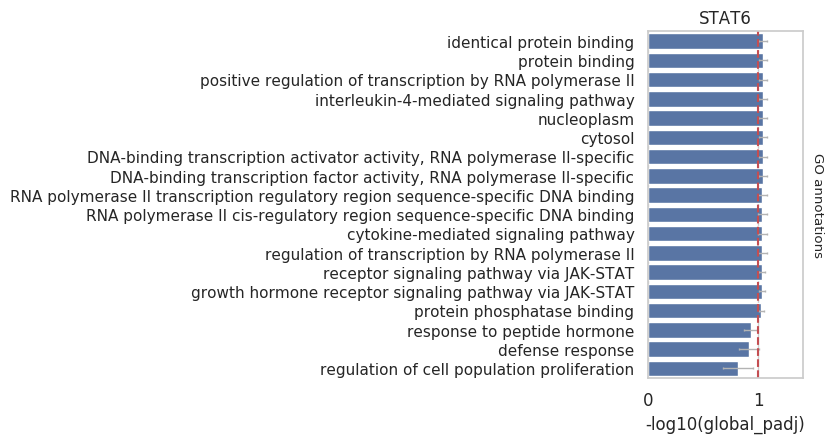 STAT6
identical protein binding
protein binding
positive regulation of transcription by RNA polymerase II
interleukin-4-mediated signaling pathway
nucleoplasm
cytosol
DNA-binding transcription activator activity, RNA polymerase II-specific
DNA-binding transcription factor activity, RNA polymerase II-specific
RNA polymerase II transcription regulatory region sequence-specific DNA binding
RNA polymerase II cis-regulatory region sequence-specific DNA binding
cytokine-mediated signaling pathway
regulation of transcription by RNA polymerase II
receptor signaling pathway via JAK-STAT
growth hormone receptor signaling pathway via JAK-STAT
protein phosphatase binding
response to peptide hormone
defense response
regulation of cell population proliferation
GO annotations
0 1
-log10(global_padj)